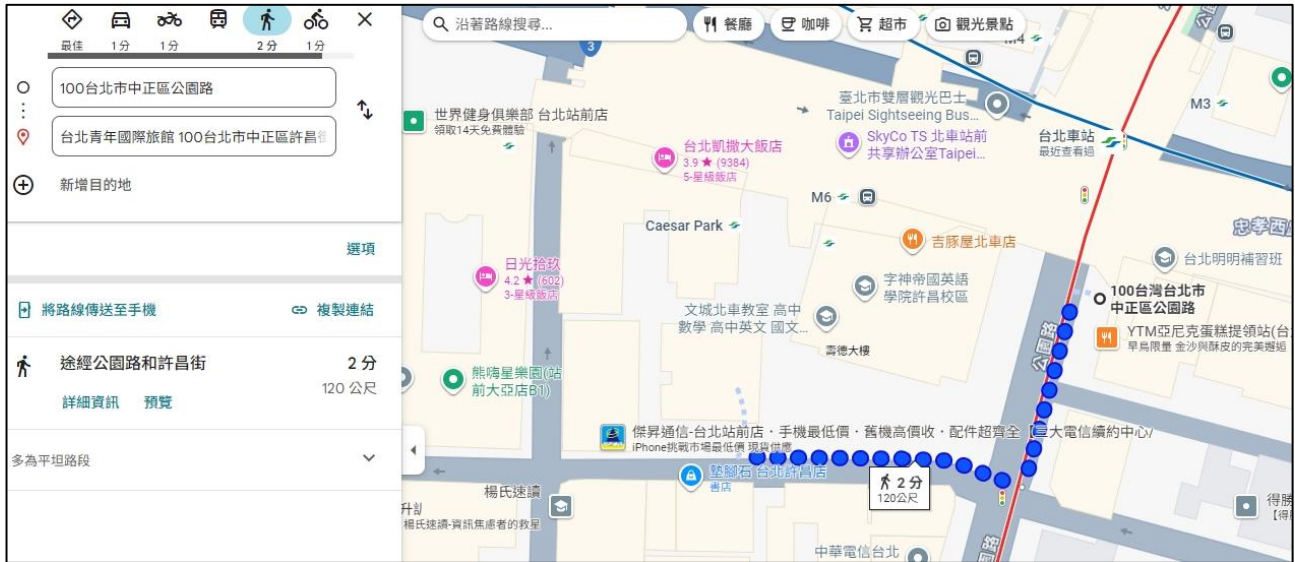 最佳
1 分
1 分
2 分
1 分
100台北市中正區公園路
台北青年國際旅館 100台北市中正區許昌街
新增目的地
選項
將路線傳送至手機
複製連結
途經公園路和許昌街
2 分
120 公尺
詳細資訊
預覽
多為平坦路段
沿著路線搜尋...
餐廳
咖啡
超市
觀光景點
3
M4
世界健身俱樂部 台北站前店
領取14天免費體驗
臺北市雙層觀光巴士
Taipei Sightseeing Bus...
M3
台北凱撒大飯店
3.9 ★ (9384)
5-星級飯店
SkyCo TS 北車站前
共享辦公室Taipei...
台北車站
最近查看過
M6
Caesar Park
吉豚屋北車店
忠孝西
台北明明補習班
日光拾玖
4.2 ★ (602)
3-星級飯店
字神帝國英語
學院許昌校區
100台灣台北市
中正區公園路
文城北車教室 高中
數學 高中英文 國文...
YTM亞尼克蛋糕提領站(台
早鳥限量 金沙與酥皮的完美邂逅
壽德大樓
公園路
熊嗨星樂園(站
前大亞店B1)
傑昇通信-台北站前店・手機最低價・舊機高價收・配件超齊全【三大電信續約中心/
iPhone挑戰市場最低價 現貨供應
墊腳石 台北許昌店
書店
2 分
120公尺
楊氏速讀
楊氏速讀-資訊焦慮者的救星
得勝
【得
中華電信台北
園路